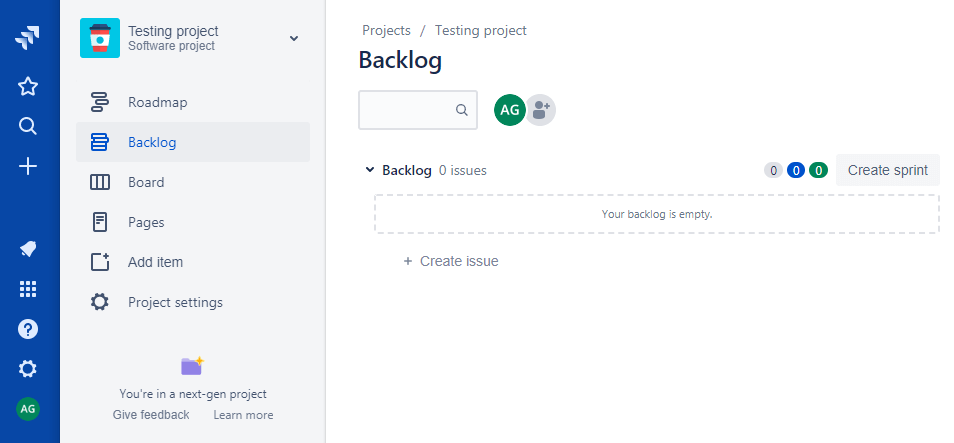 Testing project
Software project
Roadmap
Backlog
Board
Pages
Add item
Project settings
You're in a next-gen project
Give feedback Learn more
AG
Projects / Testing project
Backlog
AG
Backlog 0 issues 0 0 0 Create sprint
Your backlog is empty.
+ Create issue